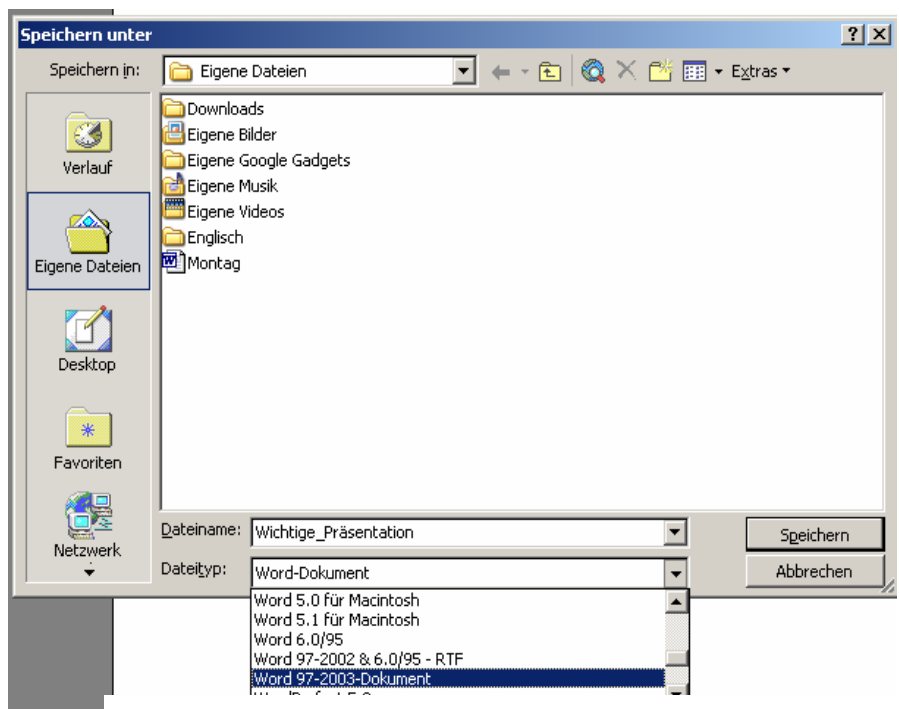 Speichern unter
Speichern in: Eigene Dateien Extras
Downloads
Eigene Bilder
Eigene Google Gadgets
Eigene Musik
Eigene Videos
Englisch
Montag
Verlauf
Eigene Dateien
Desktop
Favoriten
Netzwerk
Dateiname: Wichtige_Präsentation Speichern
Dateityp: Word-Dokument Abbrechen
Word 5.0 für Macintosh
Word 5.1 für Macintosh
Word 6.0/95
Word 97-2002 & 6.0/95 - RTF
Word 97-2003-Dokument